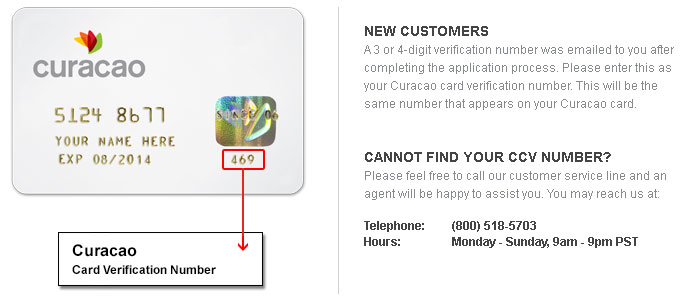 curacao
5124 8677
SINCE 06
YOUR NAME HERE
EXP 08/2014
469
Curacao
Card Verification Number
NEW CUSTOMERS
A 3 or 4-digit verification number was emailed to you after
completing the application process. Please enter this as
your Curacao card verification number. This will be the
same number that appears on your Curacao card.
CANNOT FIND YOUR CCV NUMBER?
Please feel free to call our customer service line and an
agent will be happy to assist you. You may reach us at:
Telephone: (800) 518-5703
Hours: Monday - Sunday, 9am - 9pm PST